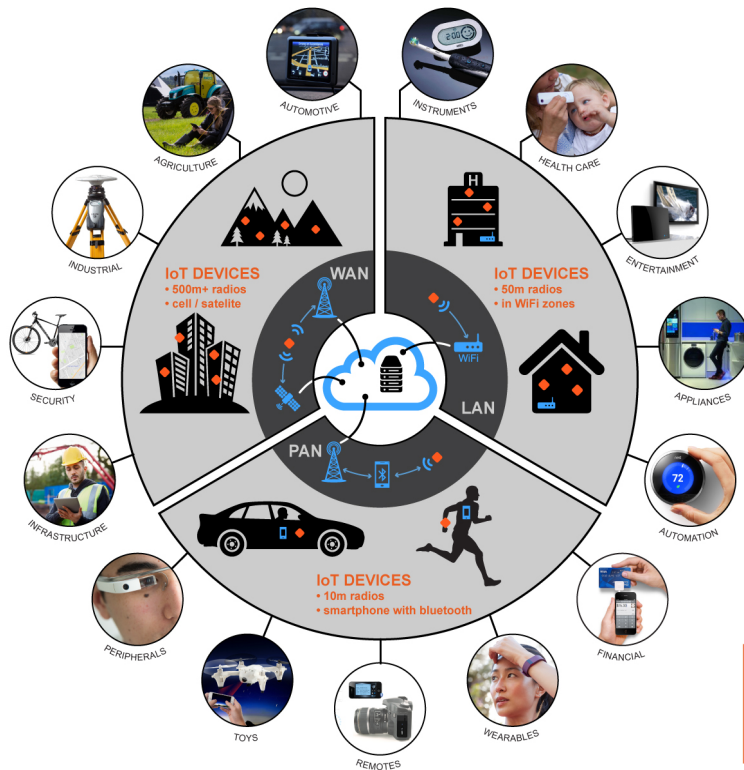 AUTOMOTIVE
INSTRUMENTS
AGRICULTURE
HEALTH CARE
INDUSTRIAL
ENTERTAINMENT
SECURITY
APPLIANCES
INFRASTRUCTURE
AUTOMATION
PERIPHERALS
FINANCIAL
TOYS
REMOTES
WEARABLES
H
IoT DEVICES
• 500m+ radios
• cell / satelite
WAN
IoT DEVICES
• 50m radios
• in WiFi zones
WiFi
LAN
PAN
IoT DEVICES
• 10m radios
• smartphone with bluetooth
2:00
72